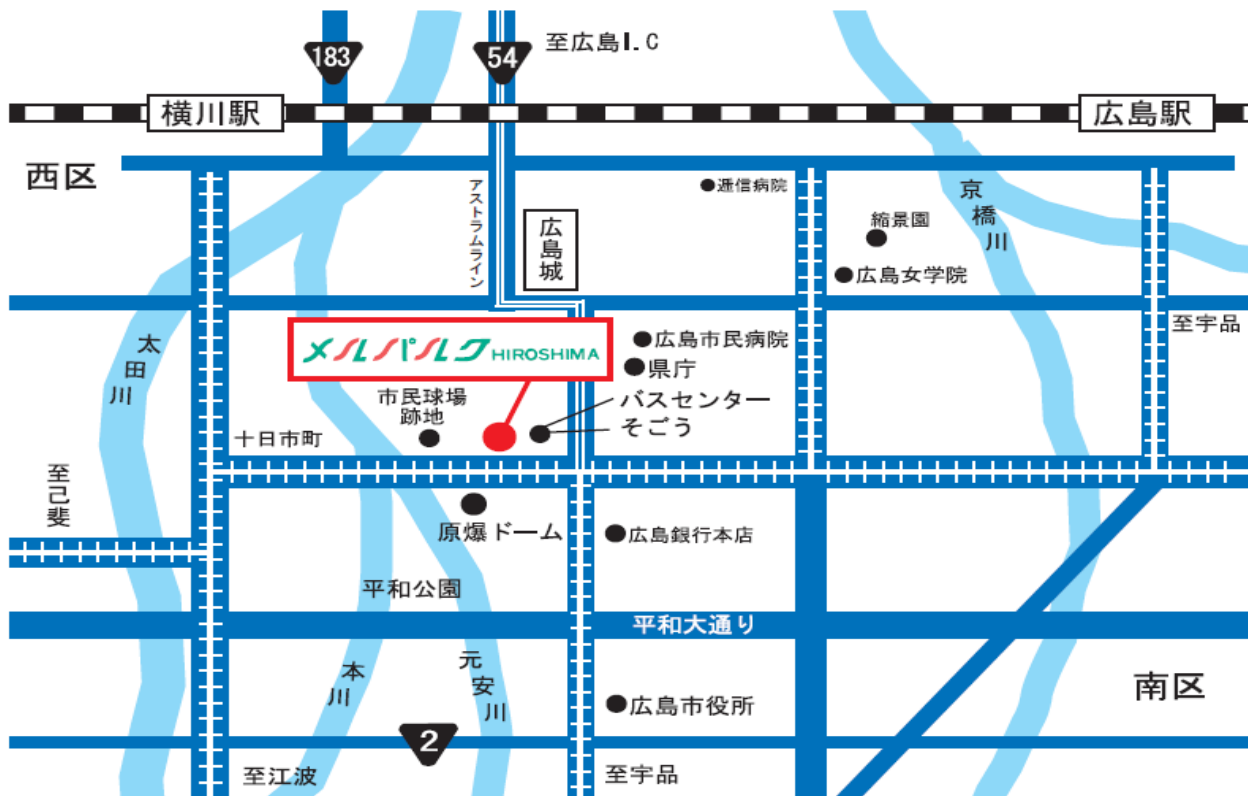 183
54
至広島I.C
横川駅
広島駅
西区
アストラムライン
広島城
逓信病院
縮景園
京橋川
広島女学院
至宇品
メルパルク HIROSHIMA
広島市民病院
県庁
バスセンター
そごう
太田川
市民球場
跡地
十日市町
至己斐
原爆ドーム
広島銀行本店
平和公園
平和大通り
本川
元安川
南区
広島市役所
2
至江波
至宇品